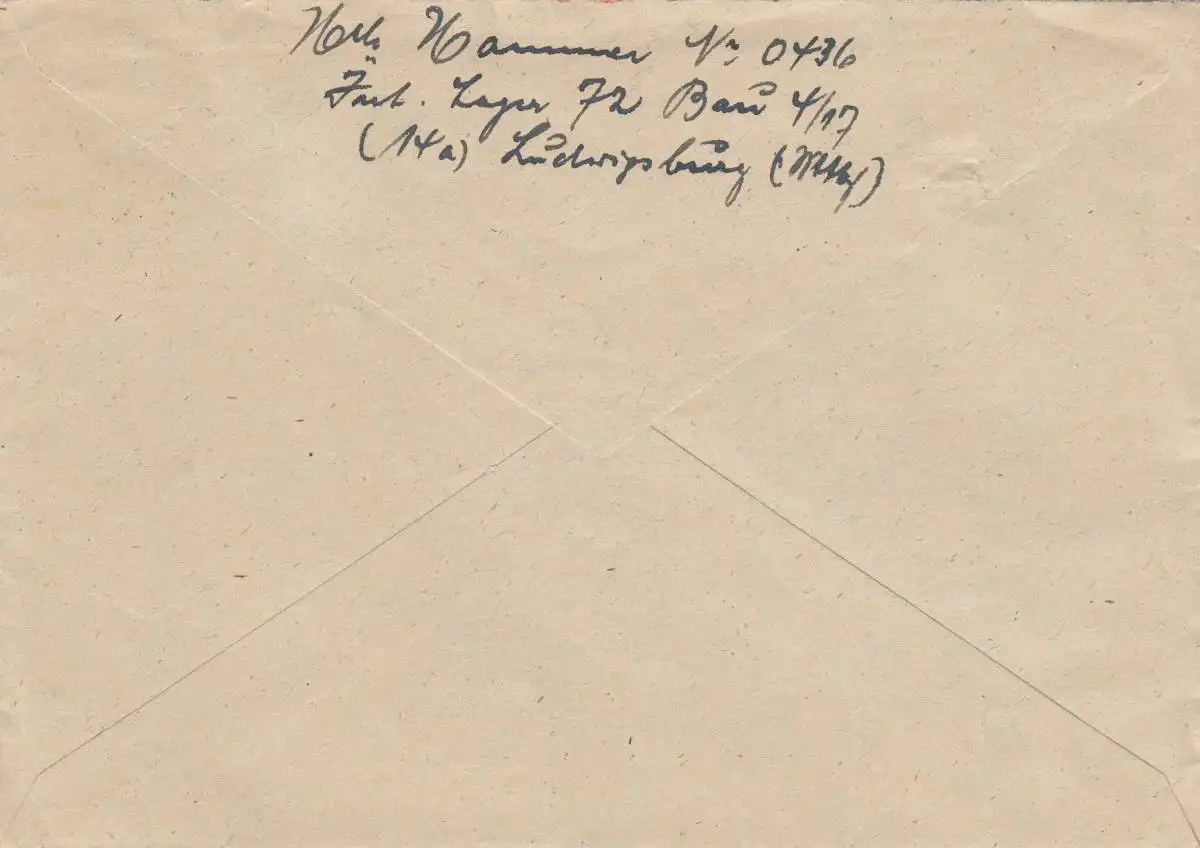 Hammer Nr. 0436
Int. Lager 72 Bau 4/17
(14a) Ludwigsburg (Wttbg)